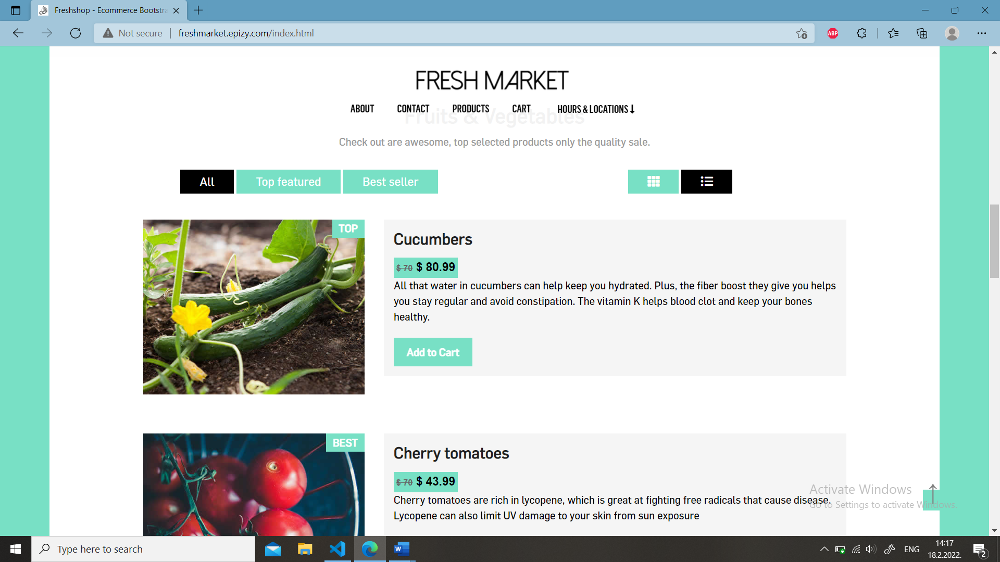 Freshshop - Ecommerce Bootstra
Not secure
freshmarket.epizy.com/index.html
ABP
FRESH MARKET
ABOUT CONTACT PRODUCTS CART HOURS & LOCATIONS
Fruits & Vegetables
Check out are awesome, top selected products only the quality sale.
All Top featured Best seller
TOP
Cucumbers
$ 70 $ 80.99
All that water in cucumbers can help keep you hydrated. Plus, the fiber boost they give you helps
you stay regular and avoid constipation. The vitamin K helps blood clot and keep your bones
healthy.
Add to Cart
BEST
Cherry tomatoes
$ 70 $ 43.99
Cherry tomatoes are rich in lycopene, which is great at fighting free radicals that cause disease.
Lycopene can also limit UV damage to your skin from sun exposure
Activate Windows
Go to Settings to activate Windows.
Type here to search
W
ENG
14:17
18.2.2022.
2